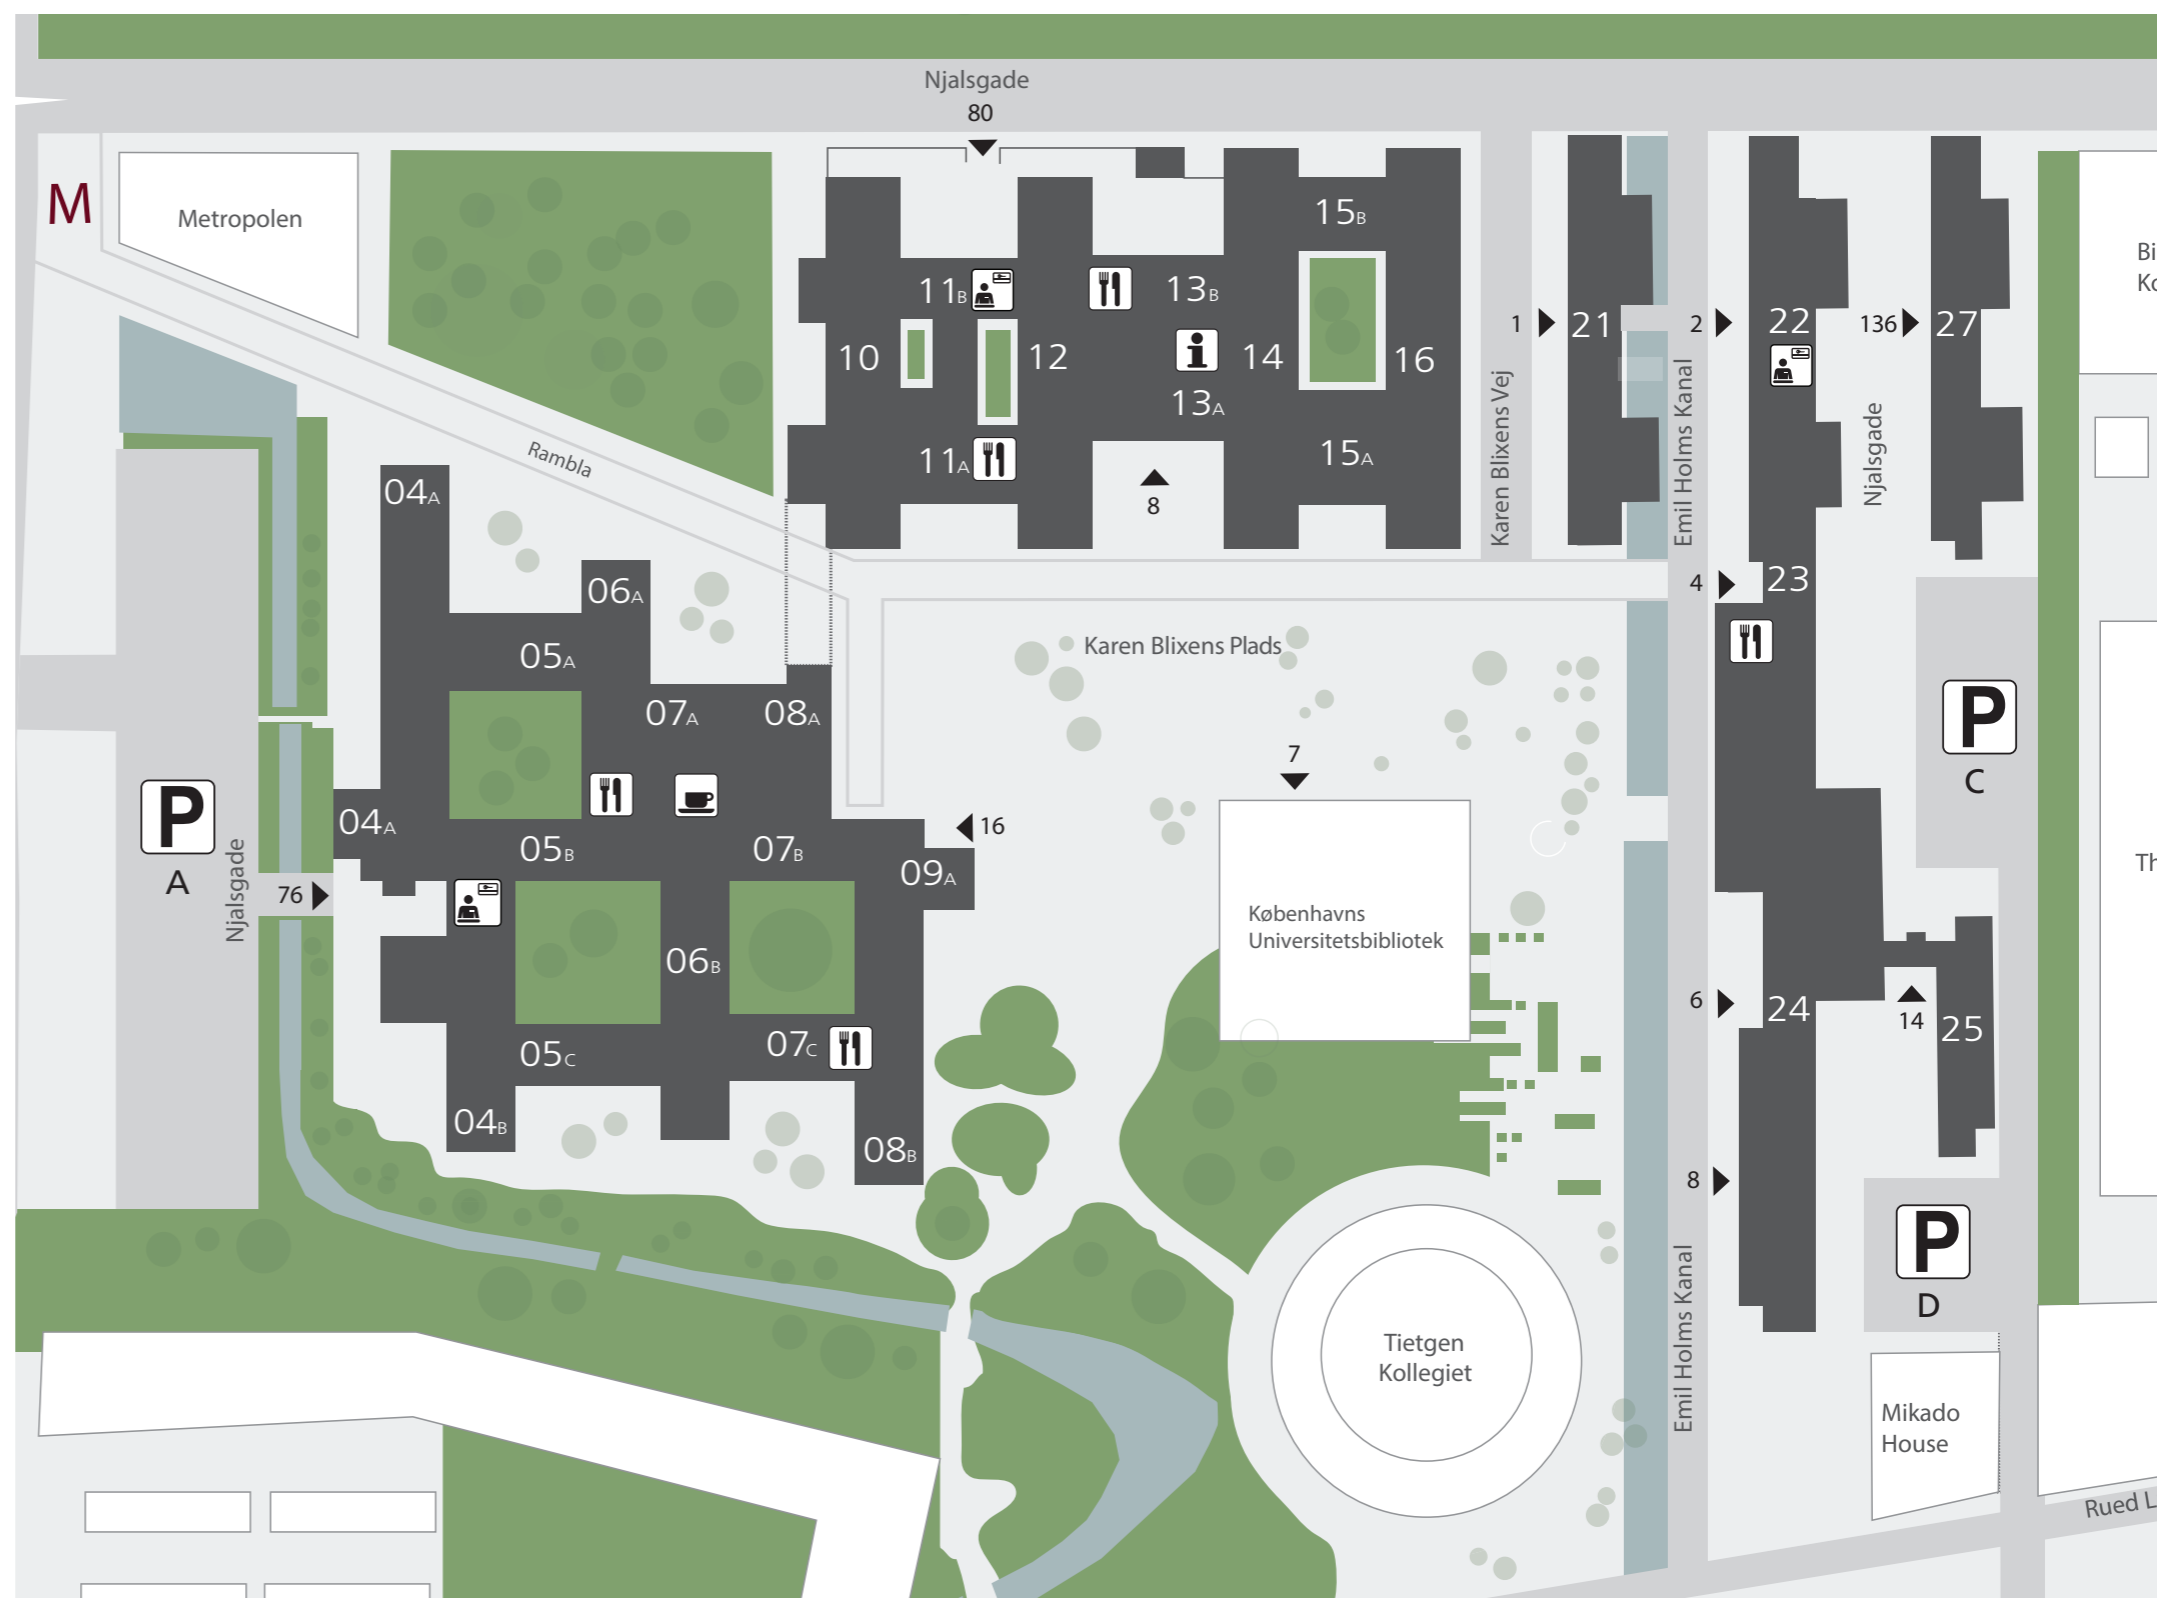 Njalsgade
80
M
Metropolen
15B
11B
13B
10
12
14
16
13A
11A
15A
8
Rambla
Karen Blixens Vej
1
21
Emil Holms Kanal
2
22
136
27
Njalsgade
4
23
04A
06A
05A
07A
08A
Karen Blixens Plads
7
P
C
P
A
Njalsgade
04A
05B
07B
16
09A
76
06B
Københavns
Universitetsbibliotek
05C
07C
04B
08B
6
24
14
25
8
P
D
Emil Holms Kanal
Tietgen
Kollegiet
Mikado
House
Rued L
Bi
Th